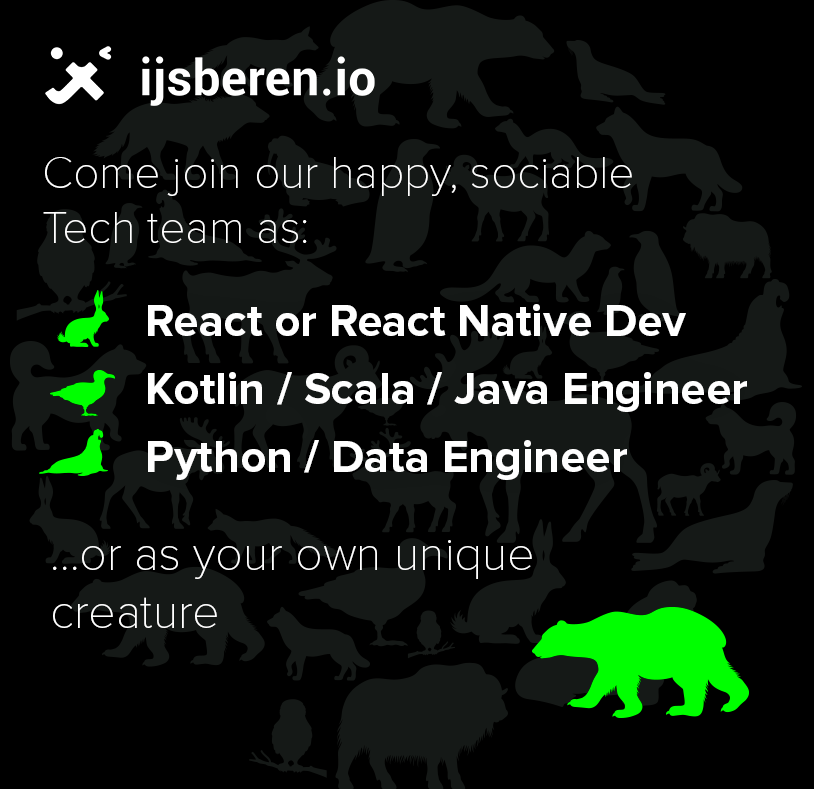 ijsberen.io
Come join our happy, sociable
Tech team as:
React or React Native Dev
Kotlin / Scala / Java Engineer
Python / Data Engineer
...or as your own unique
creature